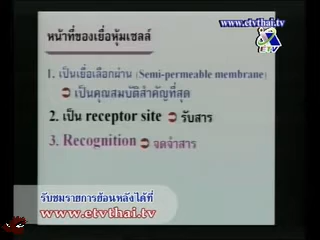 www.etvthai.tv
ETV
หน้าที่ของเยื่อหุ้มเซลล์
1. เป็นเยื่อเลือกผ่าน (Semi-permeable membrane)
เป็นคุณสมบัติสำคัญที่สุด
2. เป็น receptor site รับสาร
3. Recognition จดจำสาร
รับชมรายการย้อนหลังได้ที่
www.etvthai.tv